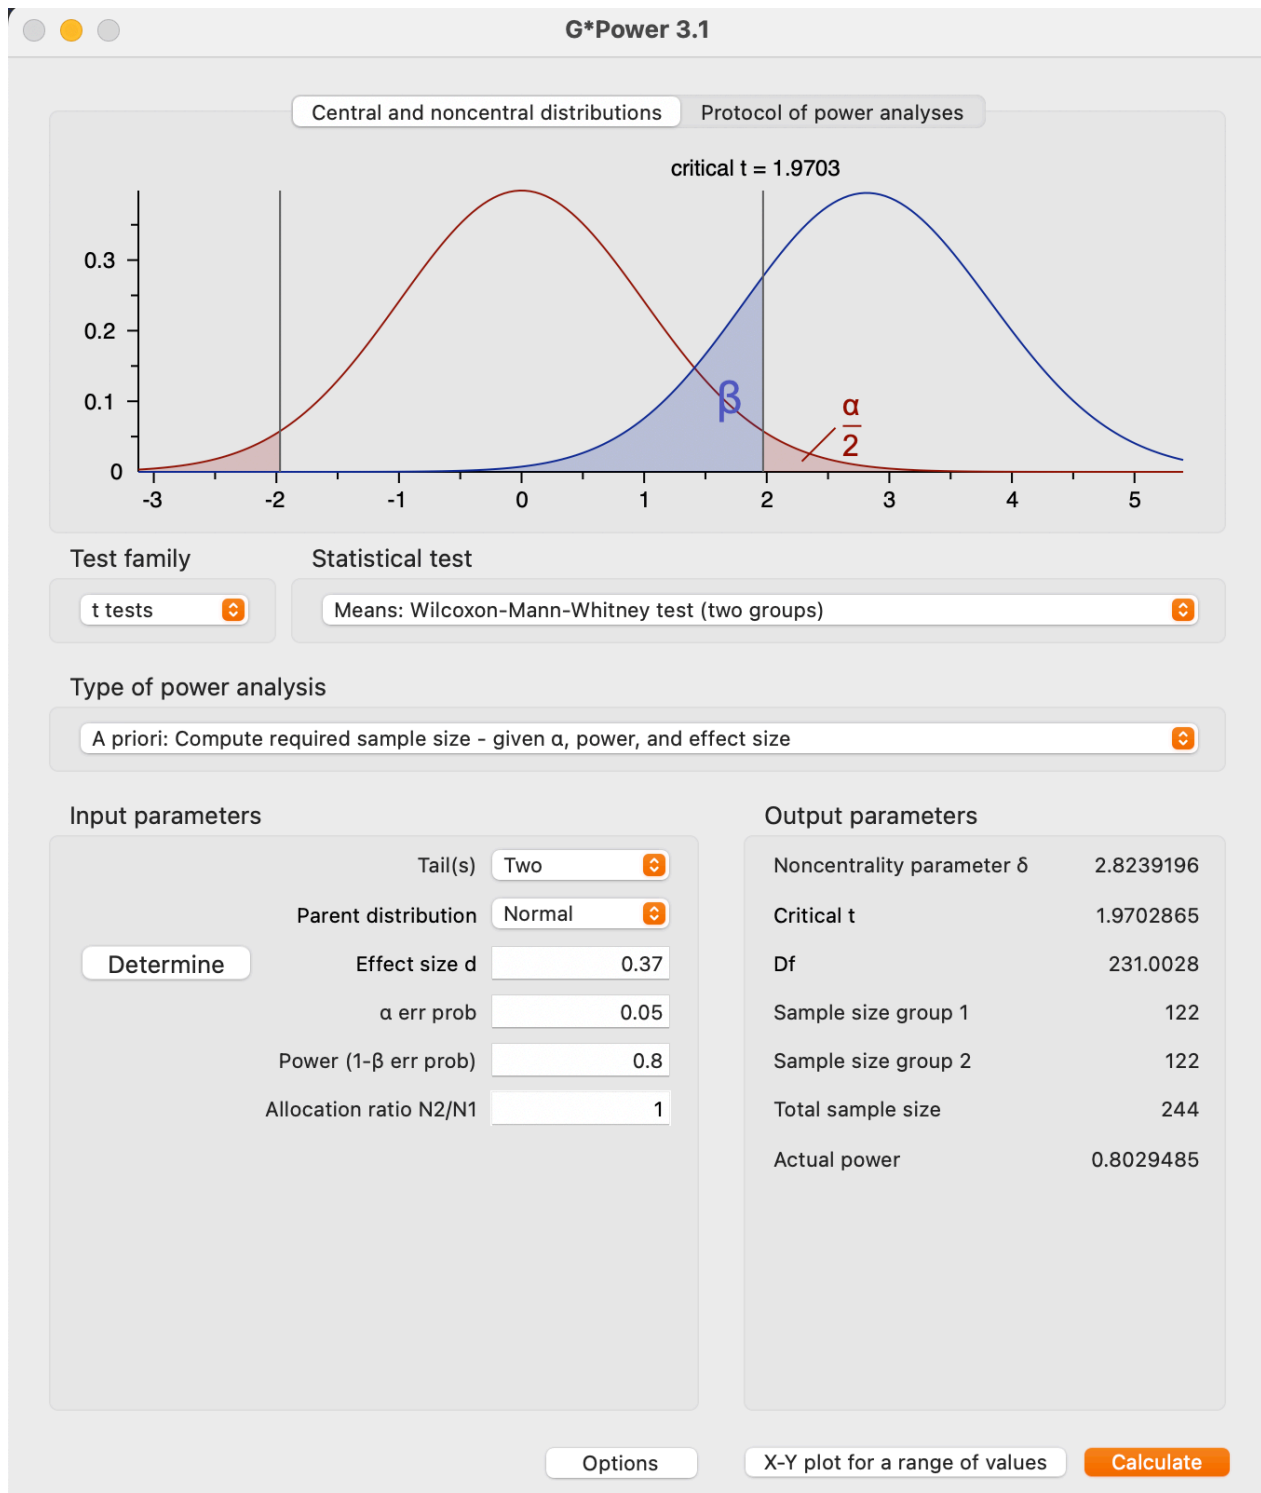 G*Power 3.1
Central and noncentral distributions Protocol of power analyses
critical t = 1.9703
0.3
0.2
0.1
0
β
α
2
-3 -2 -1 0 1 2 3 4 5
Test family Statistical test
t tests Means: Wilcoxon-Mann-Whitney test (two groups)
Type of power analysis
A priori: Compute required sample size - given α, power, and effect size
Input parameters
Tail(s) Two
Parent distribution Normal
Determine Effect size d 0.37
α err prob 0.05
Power (1-β err prob) 0.8
Allocation ratio N2/N1 1
Output parameters
Noncentrality parameter δ 2.8239196
Critical t 1.9702865
Df 231.0028
Sample size group 1 122
Sample size group 2 122
Total sample size 244
Actual power 0.8029485
Options X-Y plot for a range of values Calculate